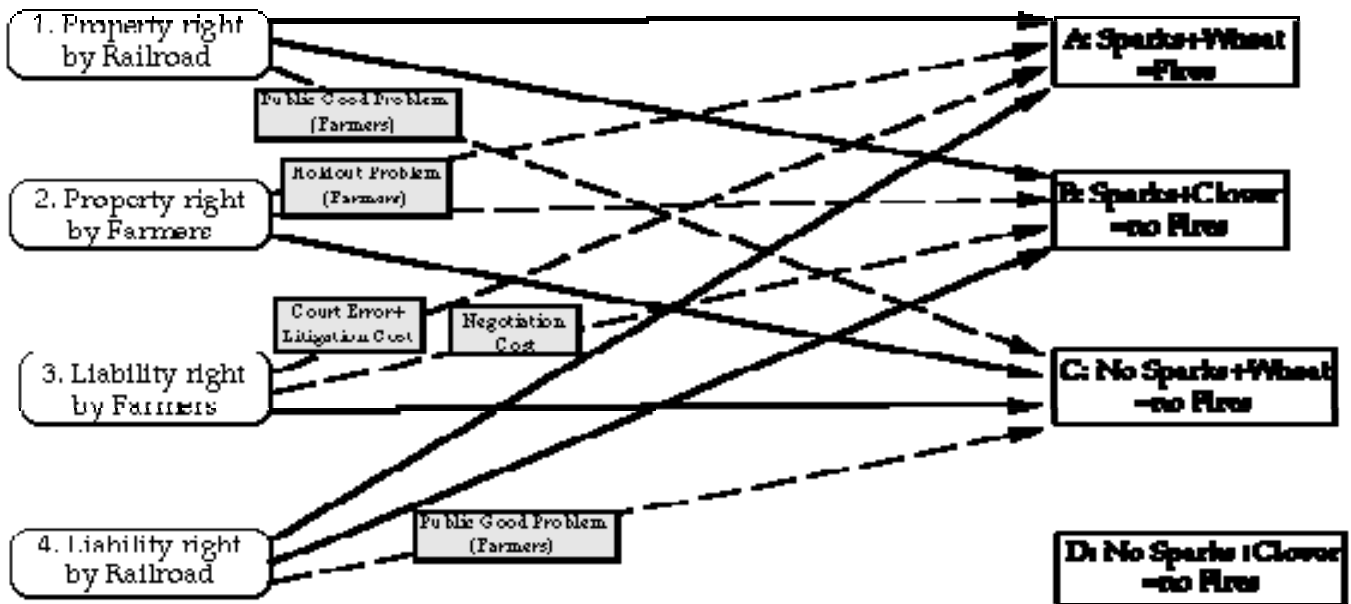 1. Property right
by Railroad
A: Sparks+Wheat
=Fires
Public Good Problem
(Farmers)
Holdout Problem
(Farmers)
2. Property right
by Farmers
B: Sparks+Clover
=no Fires
Court Error+
Litigation Cost
Negotiation
Cost
3. Liability right
by Farmers
C: No Sparks+Wheat
=no Fires
Public Good Problem
(Farmers)
4. Liability right
by Railroad
D: No Sparks+Clover
=no Fires